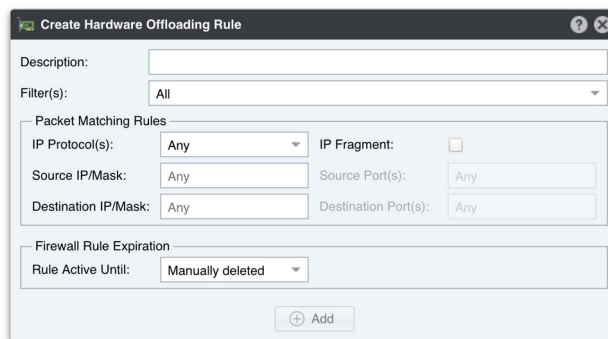 Create Hardware Offloading Rule
Description:
Filter(s): All
Packet Matching Rules
IP Protocol(s): Any IP Fragment:
Source IP/Mask: Any Source Port(s): Any
Destination IP/Mask: Any Destination Port(s): Any
Firewall Rule Expiration
Rule Active Until: Manually deleted
Add